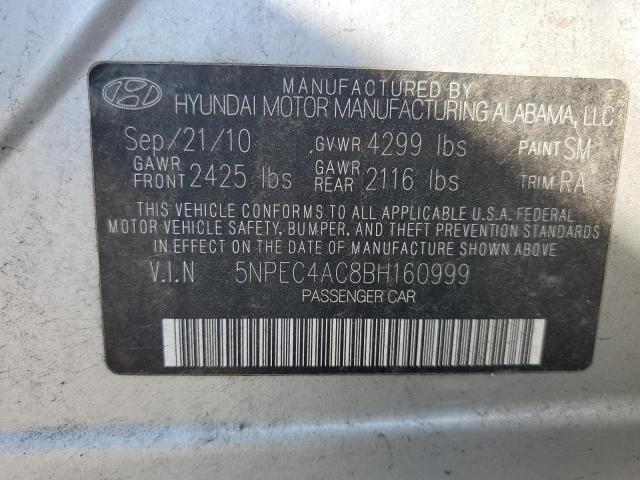 MANUFACTURED BY
HYUNDAI MOTOR MANUFACTURING ALABAMA, LLC
Sep/21/10 GVWR 4299 lbs PAINT SM
GAWR FRONT 2425 lbs GAWR REAR 2116 lbs TRIM RA
THIS VEHICLE CONFORMS TO ALL APPLICABLE U.S.A. FEDERAL
MOTOR VEHICLE SAFETY, BUMPER, AND THEFT PREVENTION STANDARDS
IN EFFECT ON THE DATE OF MANUFACTURE SHOWN ABOVE
V.I.N 5NPEC4AC8BH160999
PASSENGER CAR